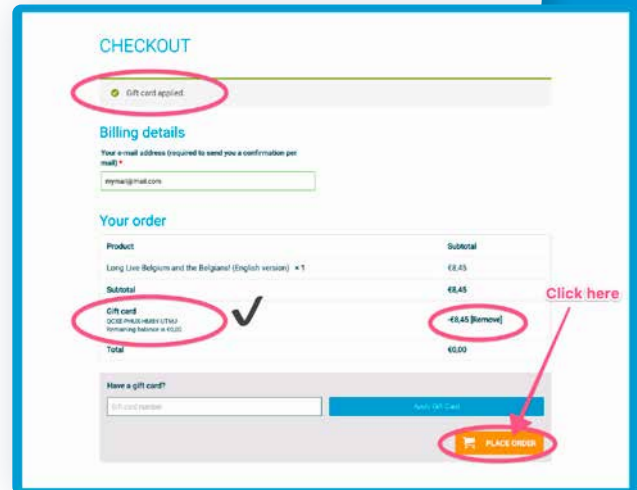 CHECKOUT
Gift card applied.
Billing details
Your e-mail address (required to send you a confirmation per
mail) *
mymail@mail.com
Your order
Product Subtotal
Long Live Belgium and the Belgians! (English version) × 1 €8,45
Subtotal €8,45
Click here
Gift card
Remaining balance is €0,00
-€8,45 [Remove]
Total €0,00
Have a gift card?
Gift card number Apply Gift Card
PLACE ORDER